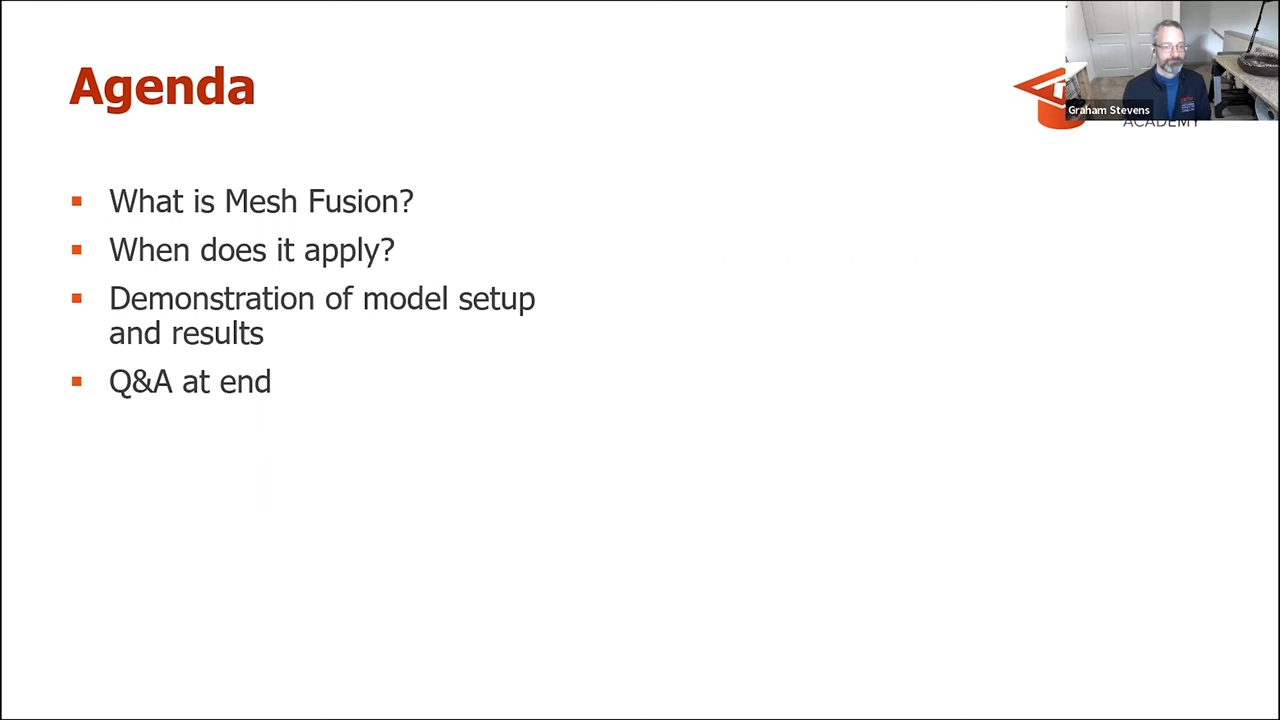 Agenda
Graham Stevens
ACADEMY
▪ What is Mesh Fusion?
▪ When does it apply?
▪ Demonstration of model setup
and results
▪ Q&A at end